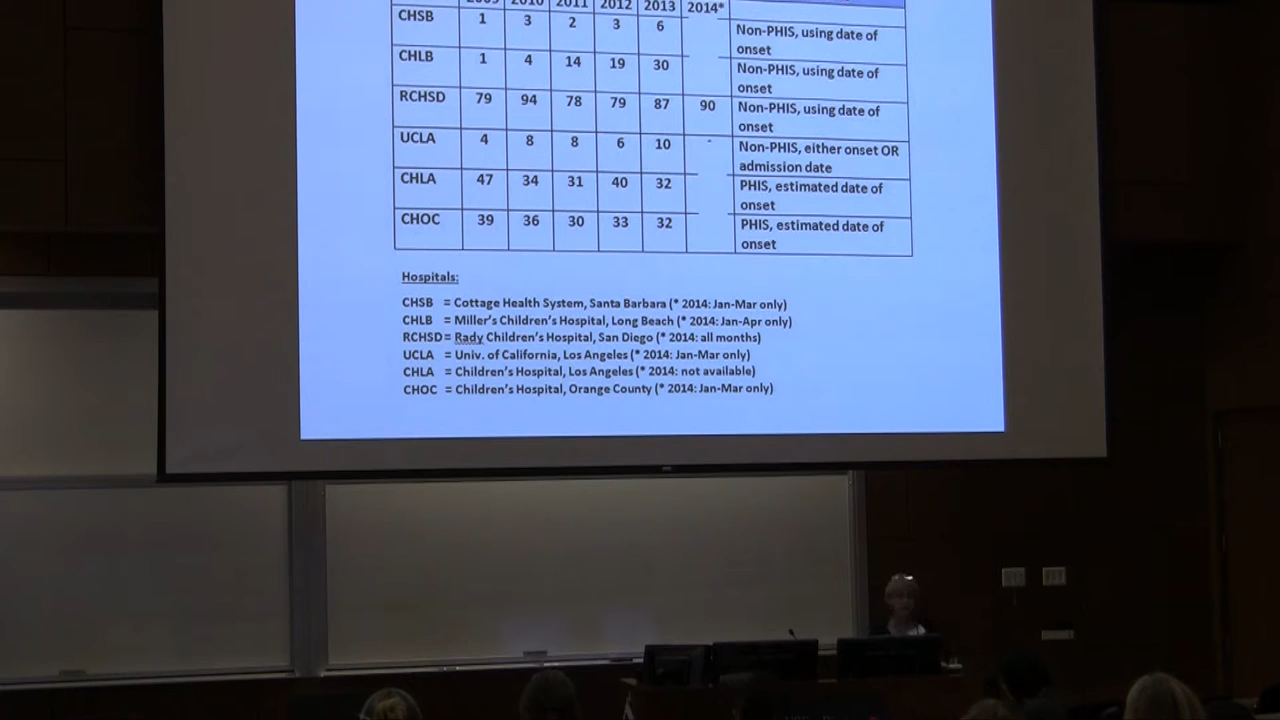 2009 2010 2011 2012 2013 2014*
CHSB 1 3 2 3 6 Non-PHIS, using date of
onset
CHLB 1 4 14 19 30 Non-PHIS, using date of
onset
RCHSD 79 94 78 79 87 90 Non-PHIS, using date of
onset
UCLA 4 8 8 6 10 - Non-PHIS, either onset OR
admission date
CHLA 47 34 31 40 32 PHIS, estimated date of
onset
CHOC 39 36 30 33 32 PHIS, estimated date of
onset
Hospitals:
CHSB = Cottage Health System, Santa Barbara (* 2014: Jan-Mar only)
CHLB = Miller's Children's Hospital, Long Beach (* 2014: Jan-Apr only)
RCHSD= Rady Children's Hospital, San Diego (* 2014: all months)
UCLA = Univ. of California, Los Angeles (* 2014: Jan-Mar only)
CHLA = Children's Hospital, Los Angeles (* 2014: not available)
CHOC = Children's Hospital, Orange County (* 2014: Jan-Mar only)